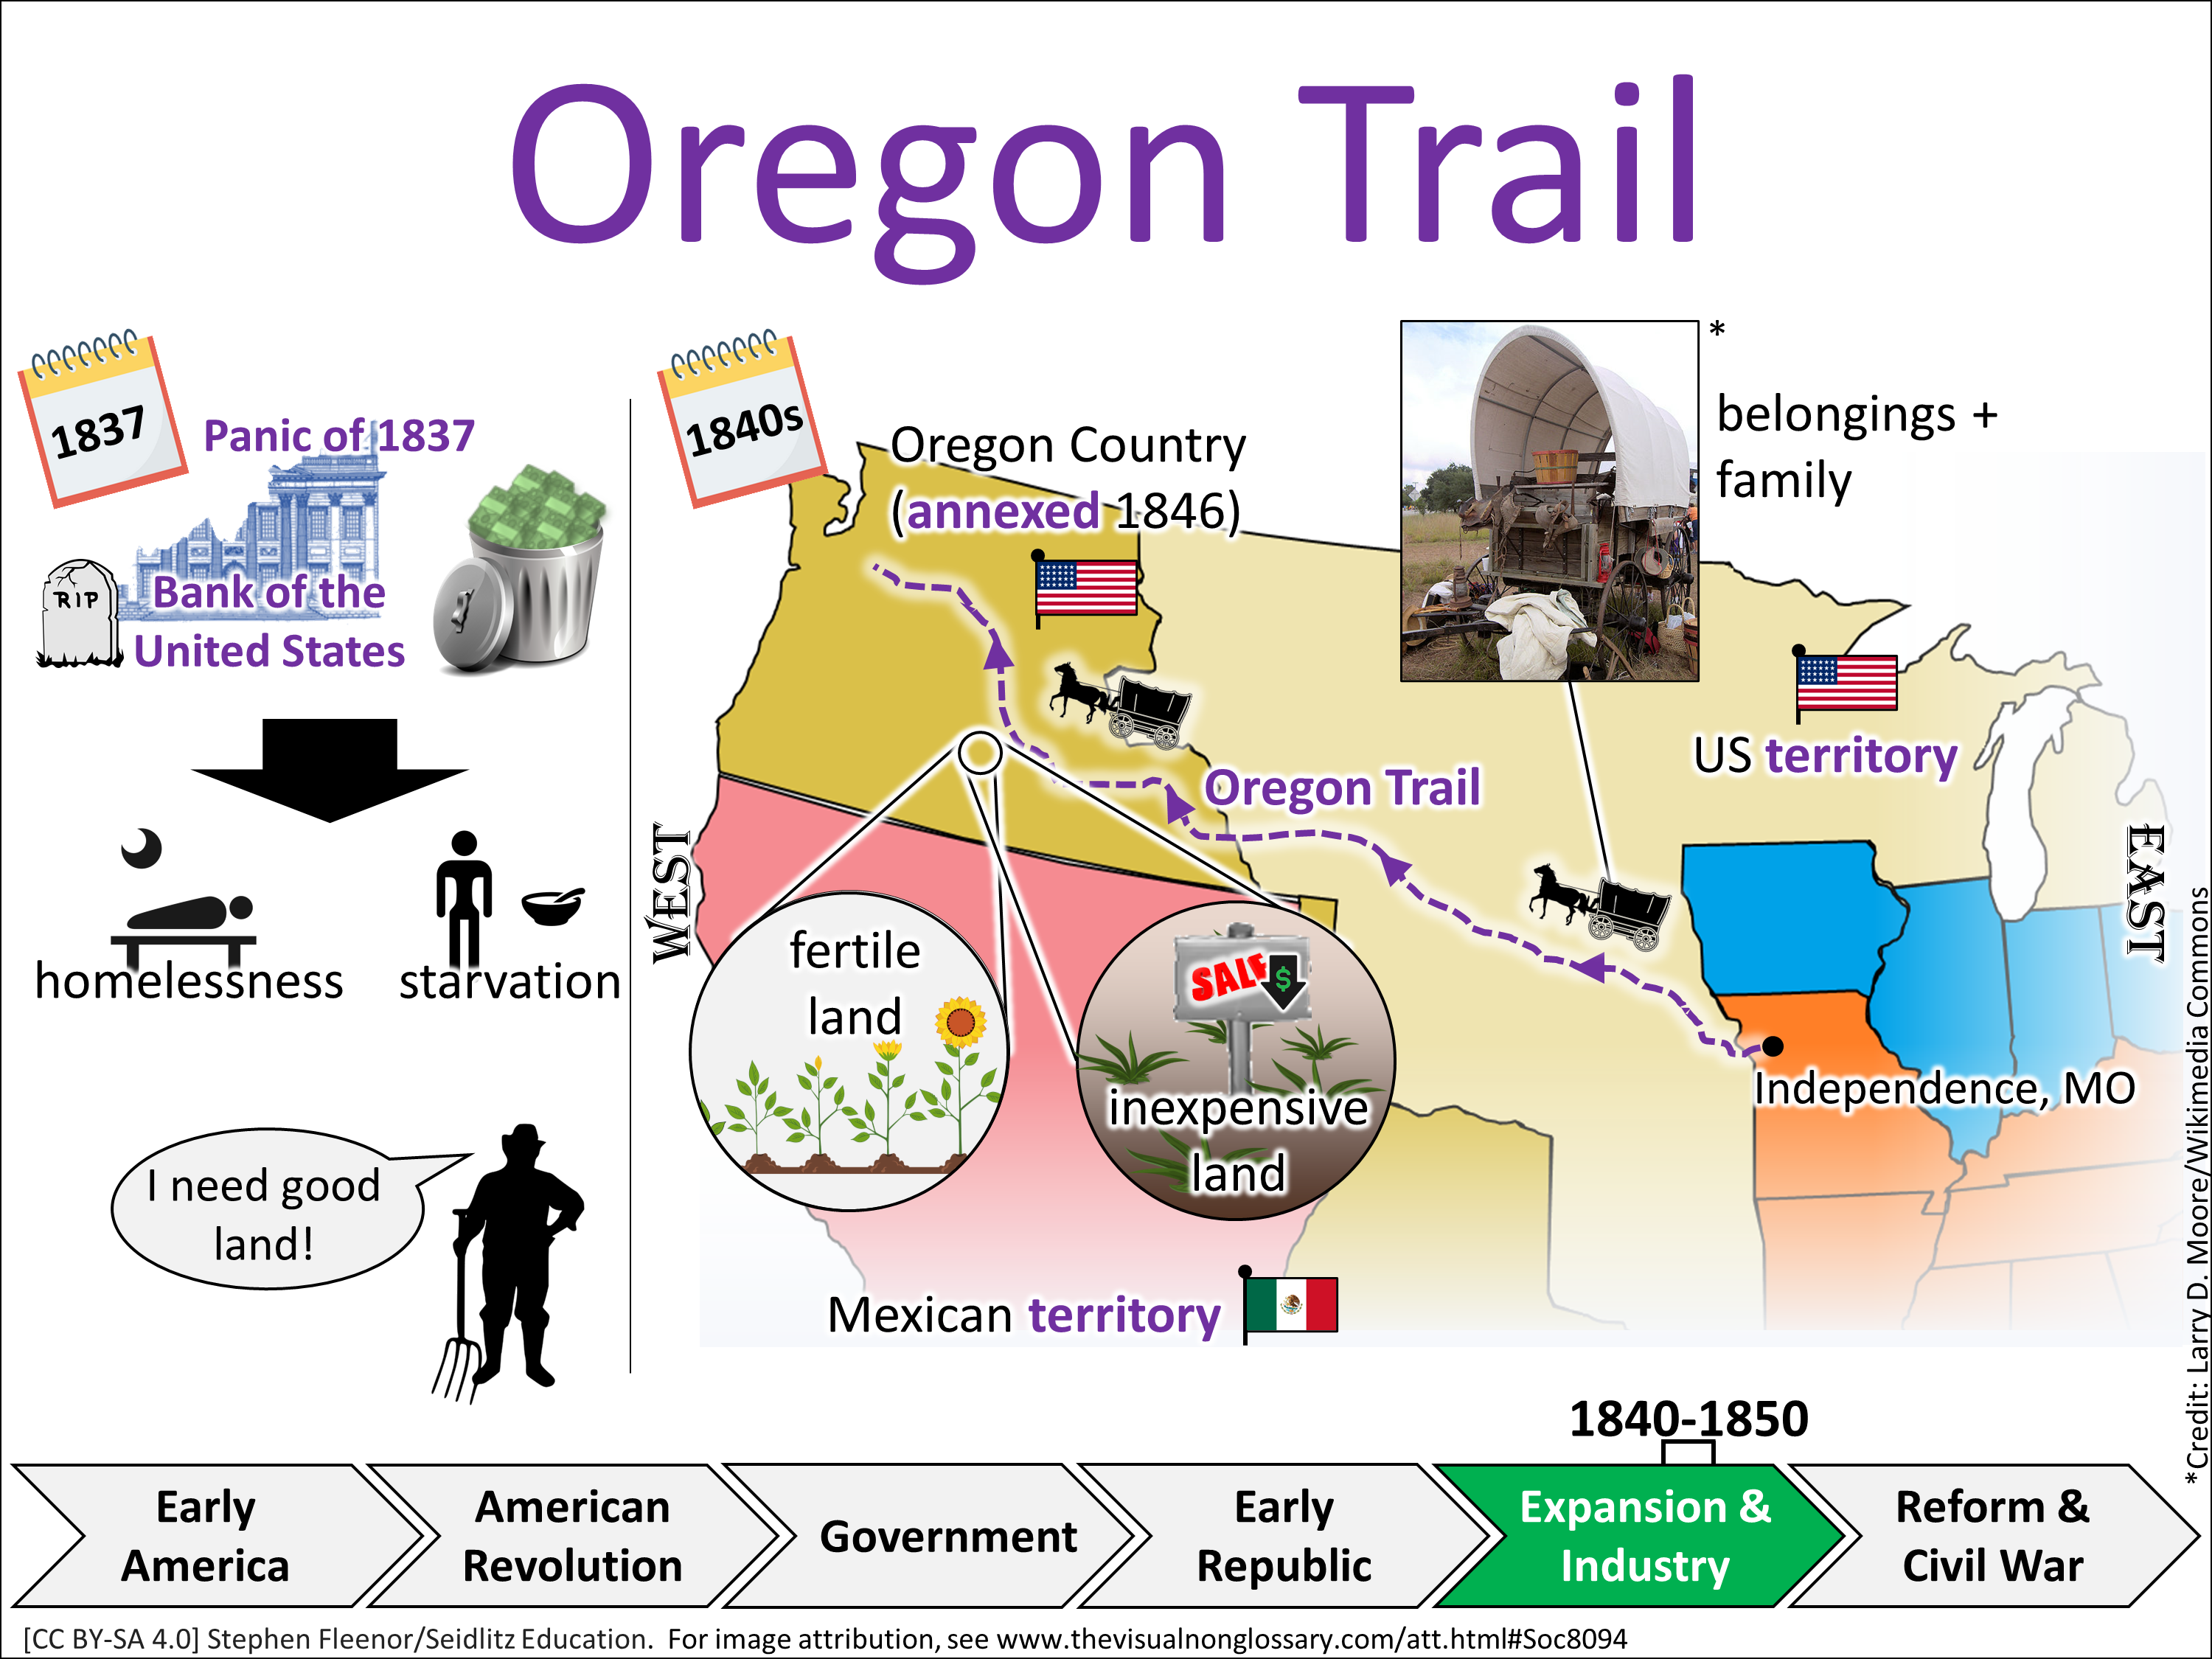 Oregon Trail
1837
Panic of 1837
RIP
Bank of the
United States
homelessness
starvation
I need good
land!
1840s
Oregon Country
(annexed 1846)
*
belongings +
family
US territory
Oregon Trail
WEST
EAST
fertile
land
SALE
$
inexpensive
land
Independence, MO
Mexican territory
*Credit: Larry D. Moore/Wikimedia Commons
1840-1850
Early
America
American
Revolution
Government
Early
Republic
Expansion &
Industry
Reform &
Civil War
[CC BY-SA 4.0] Stephen Fleenor/Seidlitz Education.  For image attribution, see www.thevisualnonglossary.com/att.html#Soc8094